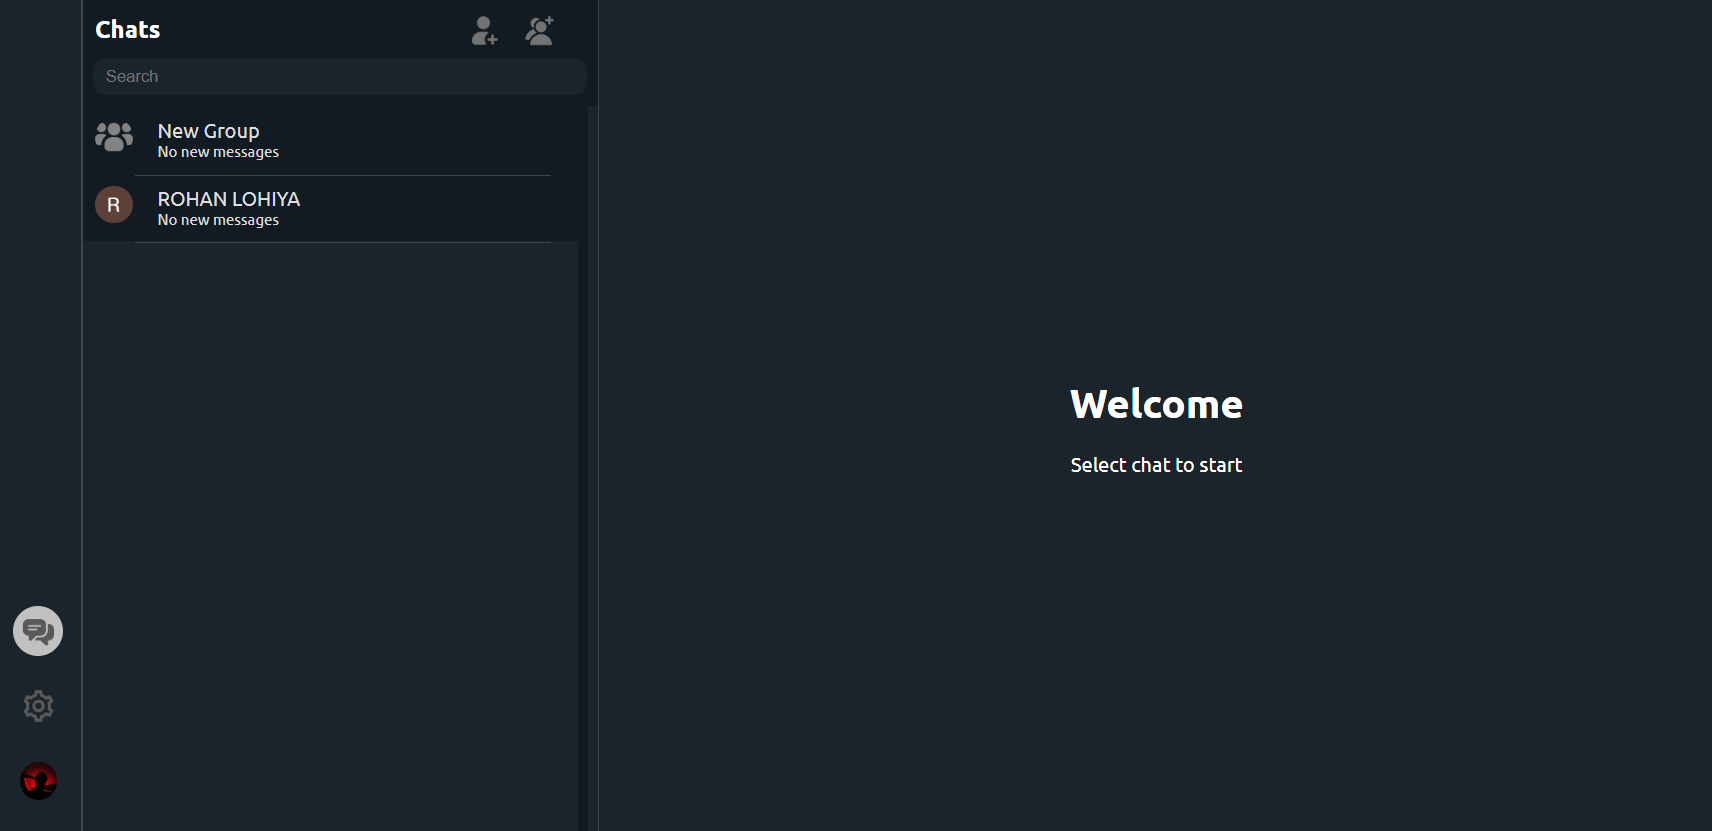 Chats
Search
New Group
No new messages
R
ROHAN LOHIYA
No new messages
Welcome
Select chat to start